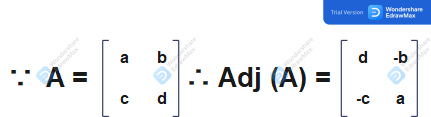 Trial Version Wondershare EdrawMax
∵ A = [ a b ] ∴ Adj (A) = [ d -b ]
[ c d ] [ -c a ]